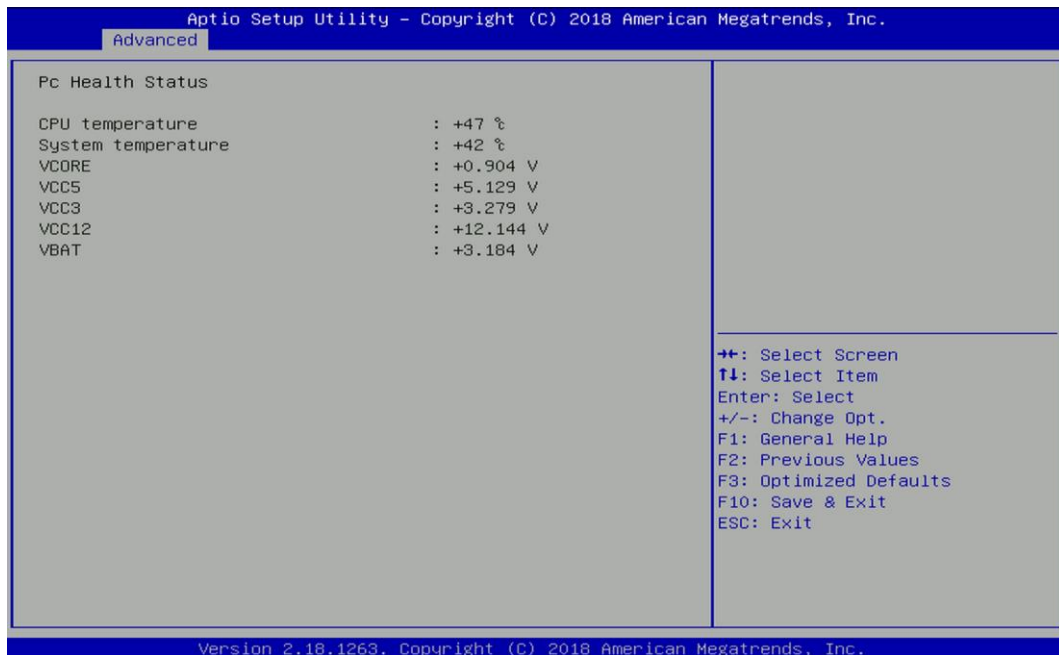 Aptio Setup Utility – Copyright (C) 2018 American Megatrends, Inc.
Advanced
Pc Health Status
CPU temperature : +47 ℃
System temperature : +42 ℃
VCORE : +0.904 V
VCC5 : +5.129 V
VCC3 : +3.279 V
VCC12 : +12.144 V
VBAT : +3.184 V
→←: Select Screen
↑↓: Select Item
Enter: Select
+/-: Change Opt.
F1: General Help
F2: Previous Values
F3: Optimized Defaults
F10: Save & Exit
ESC: Exit
Version 2.18.1263. Copyright (C) 2018 American Megatrends, Inc.